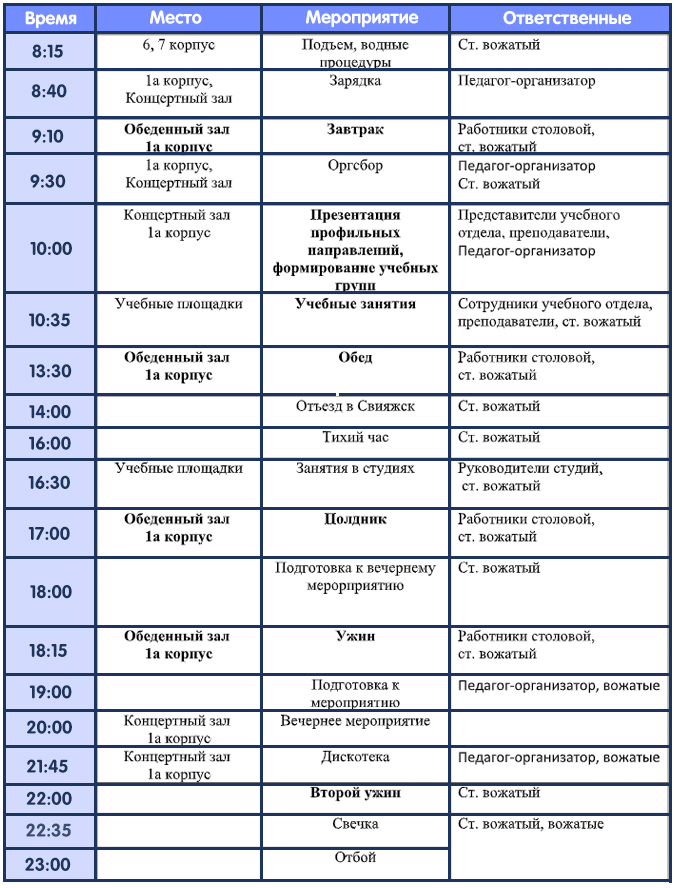 Время Место Мероприятие Ответственные
8:15 6, 7 корпус Подъем, водные Ст. вожатый
процедуры
8:40 1а корпус, Зарядка Педагог-организатор
Концертный зал
9:10 Обеденный зал Завтрак Работники столовой,
1а корпус ст. вожатый
9:30 1а корпус, Оргсбор Педагог-организатор
Концертный зал Ст. вожатый
10:00 Концертный зал Презентация Представители учебного
1а корпус профильных отдела, преподаватели,
направлений, Педагог-организатор
формирование учебных
групп
10:35 Учебные площадки Учебные занятия Сотрудники учебного отдела,
преподаватели, ст. вожатый
13:30 Обеденный зал Обед Работники столовой,
1а корпус ст. вожатый
14:00 Отъезд в Свияжск Ст. вожатый
16:00 Тихий час Ст. вожатый
16:30 Учебные площадки Занятия в студиях Руководители студий,
ст. вожатый
17:00 Обеденный зал Полдник Работники столовой,
1а корпус ст. вожатый
18:00 Подготовка к вечернему Ст. вожатый
мерорприятию
18:15 Обеденный зал Ужин Работники столовой,
1а корпус ст. вожатый
19:00 Подготовка к Педагог-организатор, вожатые
мероприятию
20:00 Концертный зал Вечернее мероприятие
1а корпус
21:45 Концертный зал Дискотека Педагог-организатор, вожатые
1а корпус
22:00 Второй ужин Ст. вожатый
22:35 Свечка Ст. вожатый, вожатые
23:00 Отбой